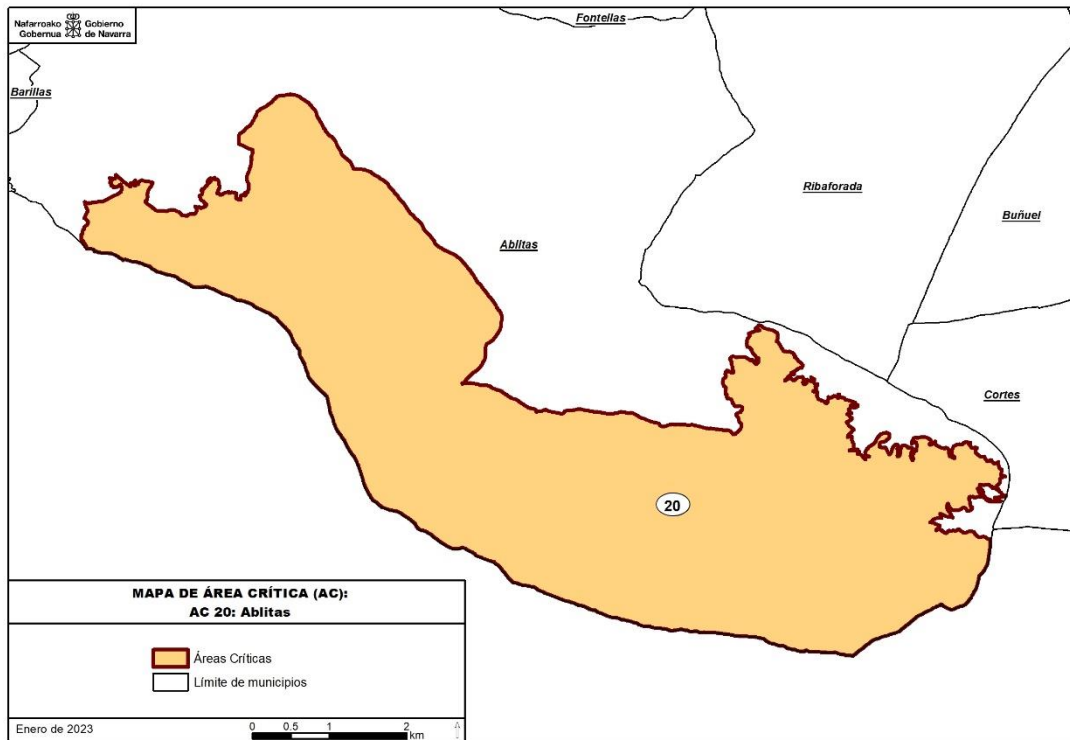 Nafarroako Gobierno
Gobernua de Navarra
Fontellas
Barillas
Ribaforada
Buñuel
Ablitas
Cortes
20
MAPA DE ÁREA CRÍTICA (AC):
AC 20: Ablitas
Áreas Críticas
Límite de municipios
Enero de 2023
0 0.5 1 2
km